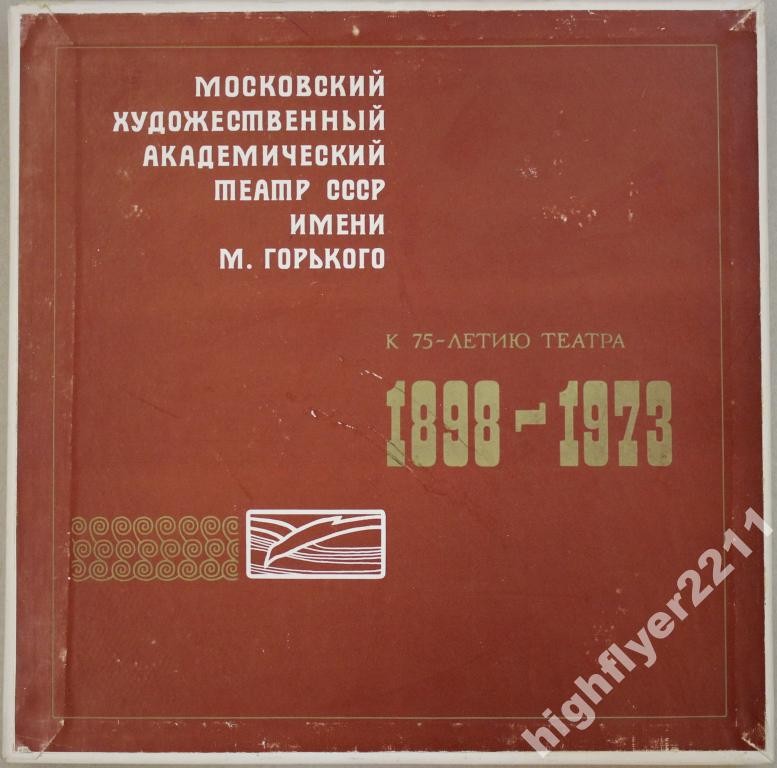 МОСКОВСКИЙ
ХУДОЖЕСТВЕННЫЙ
АКАДЕМИЧЕСКИЙ
ТЕАТР СССР
ИМЕНИ
М. ГОРЬКОГО
К 75-ЛЕТИЮ ТЕАТРА
1898-1973
highflyer2211